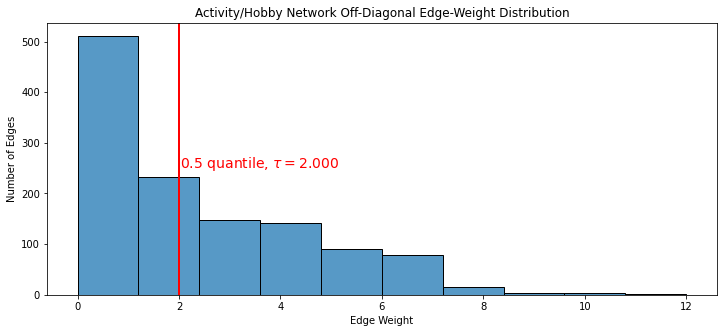 Activity/Hobby Network Off-Diagonal Edge-Weight Distribution
Number of Edges
500
400
300
200
100
0
0.5 quantile, τ = 2.000
0 2 4 6 8 10 12
Edge Weight